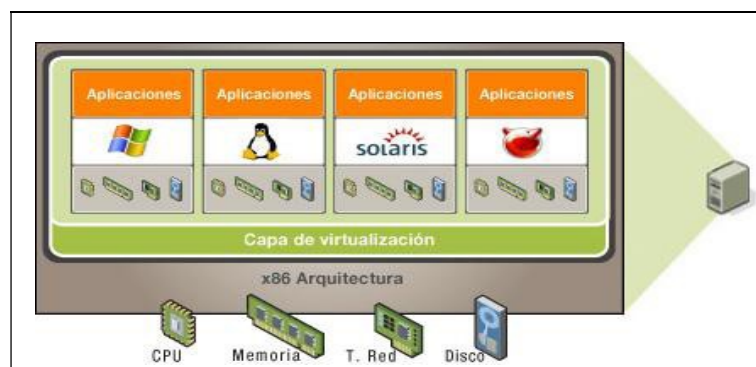 Aplicaciones Aplicaciones Aplicaciones Aplicaciones
solaris
Capa de virtualización
x86 Arquitectura
CPU Memoria T. Red Disco